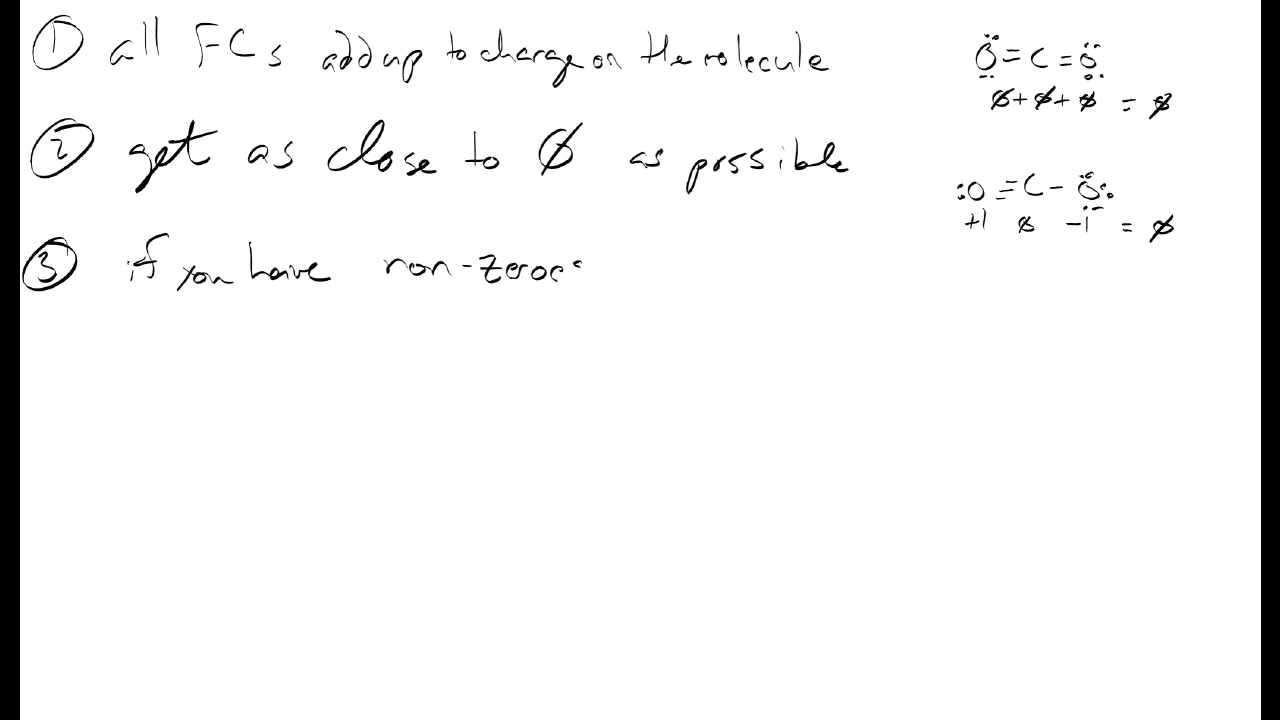 ① all FCs add up to charge on the molecule
Ö=C=Ö
∅+∅+∅ = ∅
② get as close to ∅ as possible
:O≡C-Ö:
+1 ∅ -1 = ∅
③ if you have non-zeroes